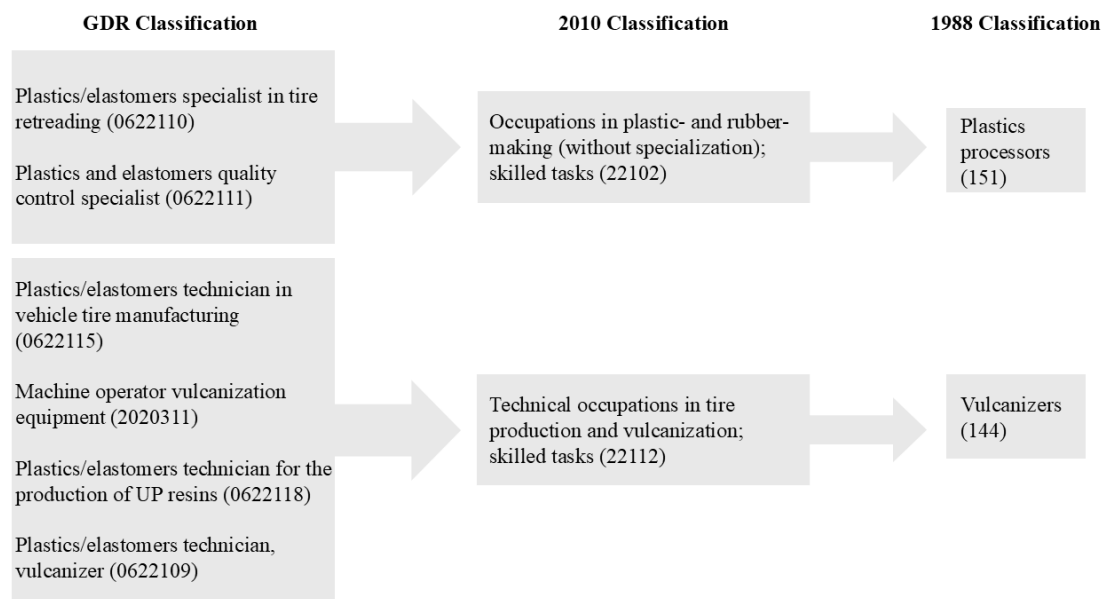 GDR Classification
2010 Classification
1988 Classification
Plastics/elastomers specialist in tire
retreading (0622110)
Plastics and elastomers quality
control specialist (0622111)
Occupations in plastic- and rubber-
making (without specialization);
skilled tasks (22102)
Plastics
processors
(151)
Plastics/elastomers technician in
vehicle tire manufacturing
(0622115)
Machine operator vulcanization
equipment (2020311)
Plastics/elastomers technician for the
production of UP resins (0622118)
Plastics/elastomers technician,
vulcanizer (0622109)
Technical occupations in tire
production and vulcanization;
skilled tasks (22112)
Vulcanizers
(144)